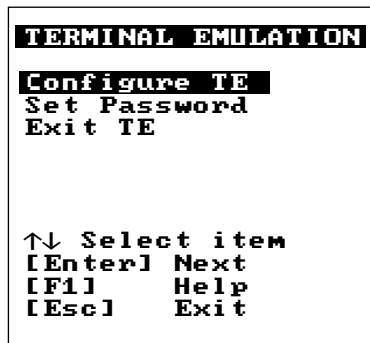 TERMINAL EMULATION
Configure TE
Set Password
Exit TE
↑↓ Select item
[Enter] Next
[F1] Help
[Esc] Exit